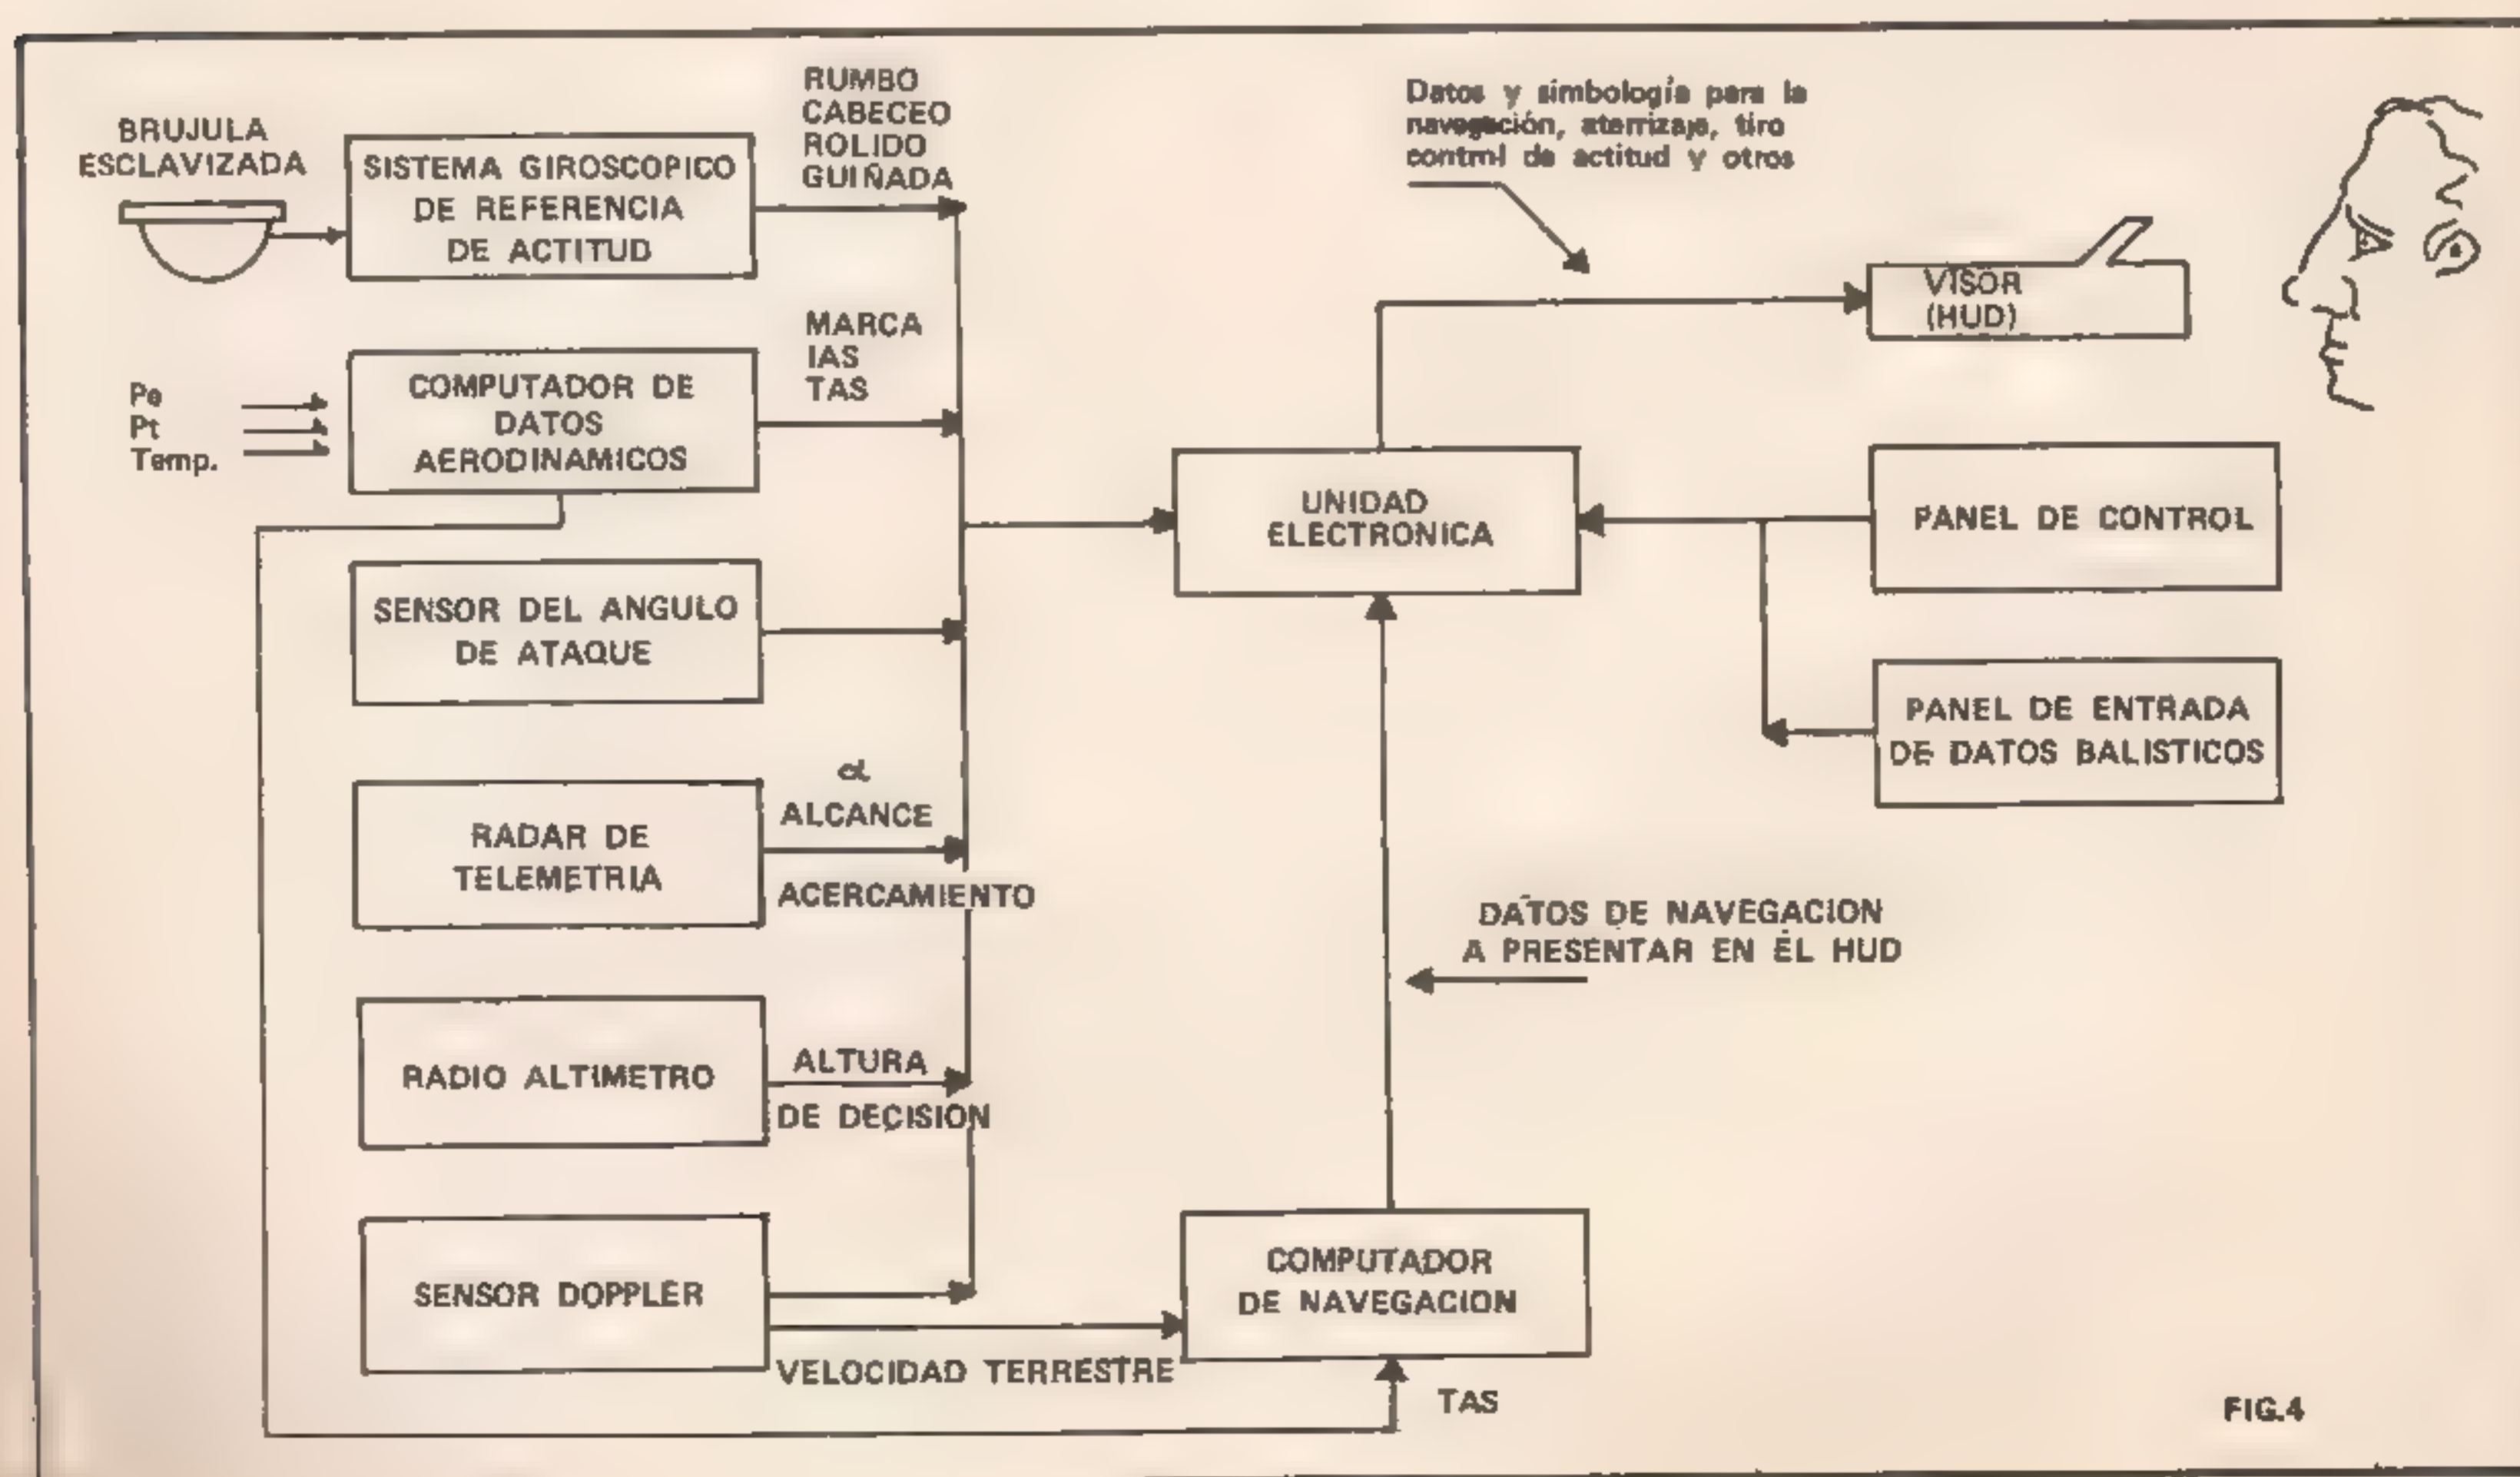 BRUJULA
ESCLAVIZADA
SISTEMA GIROSCOPICO
DE REFERENCIA
DE ACTITUD
RUMBO
CABECEO
ROLIDO
GUIÑADA
Datos y simbología para la
navegación, aterrizaje, tiro
control de actitud y otros
VISOR
(HUD)
Pe
Pt
Temp.
COMPUTADOR DE
DATOS
AERODINAMICOS
MARCA
IAS
TAS
UNIDAD
ELECTRONICA
PANEL DE CONTROL
SENSOR DEL ANGULO
DE ATAQUE
PANEL DE ENTRADA
DE DATOS BALISTICOS
RADAR DE
TELEMETRIA
α
ALCANCE
ACERCAMIENTO
DATOS DE NAVEGACION
A PRESENTAR EN EL HUD
RADIO ALTIMETRO
ALTURA
DE DECISION
SENSOR DOPPLER
VELOCIDAD TERRESTRE
COMPUTADOR
DE NAVEGACION
TAS
FIG.4